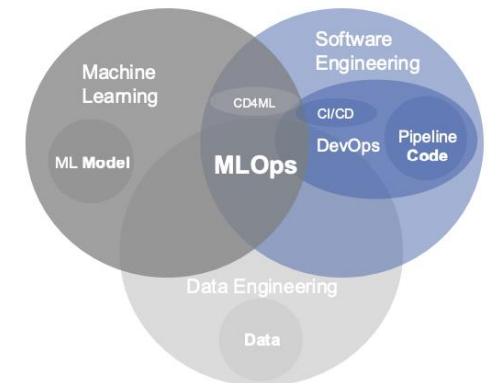 Software
Engineering
Machine
Learning
CD4ML
CI/CD
DevOps
Pipeline
Code
ML Model
MLOps
Data Engineering
Data